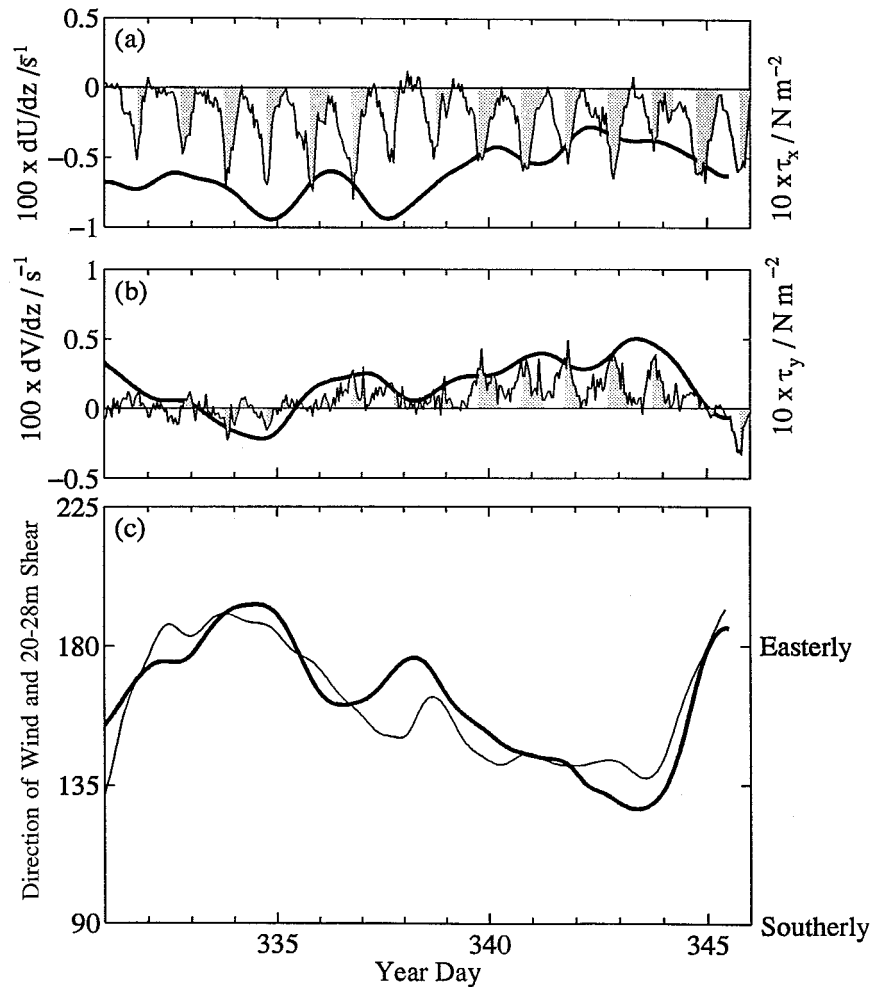 (a)
0.5
0
−0.5
−1
100 x dU/dz /s⁻¹
10 x τx / N m⁻²
(b)
1
0.5
0
−0.5
100 x dV/dz / s⁻¹
10 x τy / N m⁻²
(c)
225
180
135
90
Direction of Wind and 20-28m Shear
Easterly
Southerly
335
340
345
Year Day